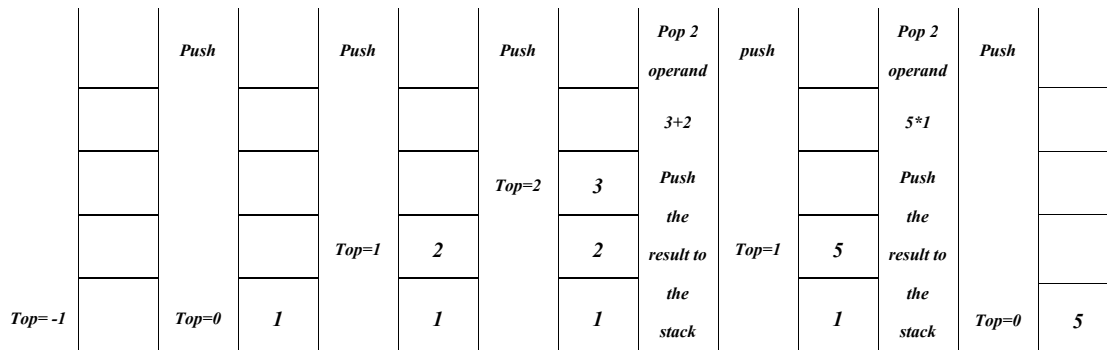 Push Push Push Pop 2 push Pop 2 Push
operand operand
3+2 5*1
Top=2 3 Push Push
the the
Top=1 2 2 result to Top=1 5 result to
the the
Top= -1 Top=0 1 1 1 stack 1 stack Top=0 5